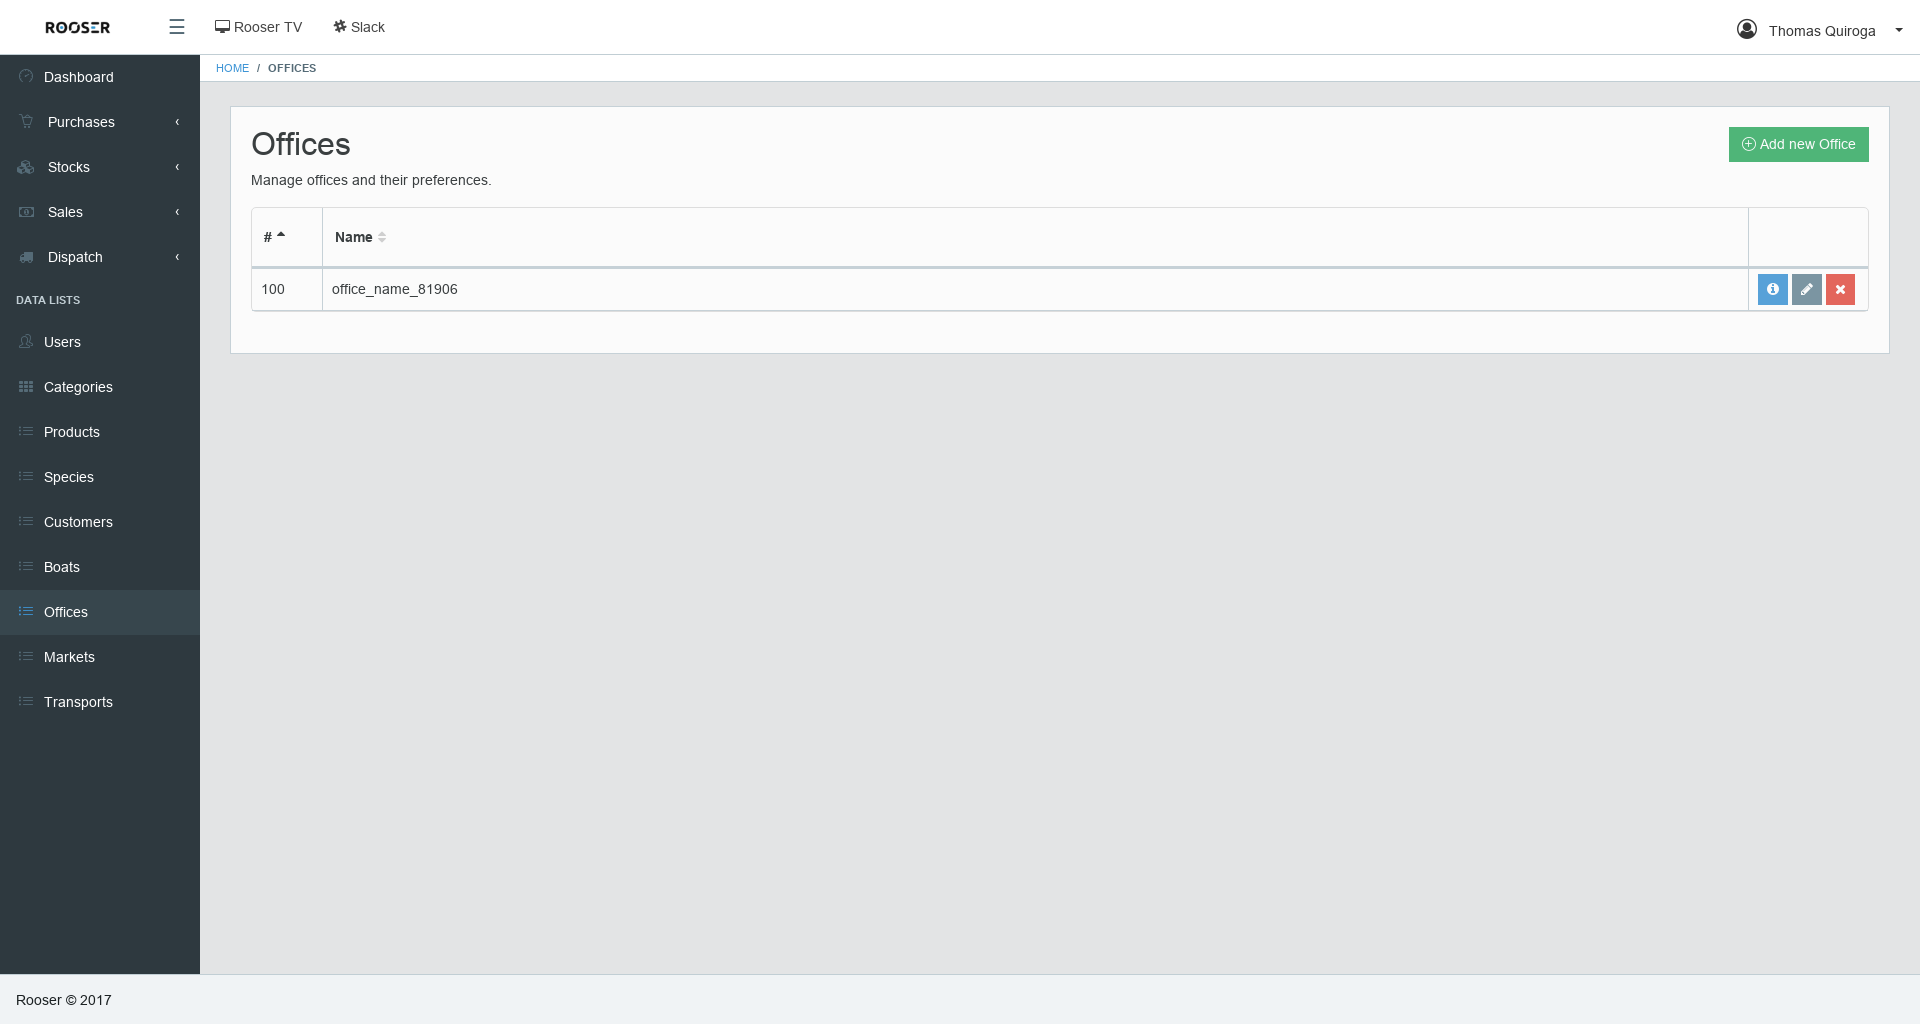 ROOSER
Rooser TV
Slack
Thomas Quiroga
HOME / OFFICES
Dashboard
Purchases
Stocks
Sales
Dispatch
DATA LISTS
Users
Categories
Products
Species
Customers
Boats
Offices
Markets
Transports
Offices
Add new Office
Manage offices and their preferences.
# Name
100 office_name_81906
Rooser © 2017